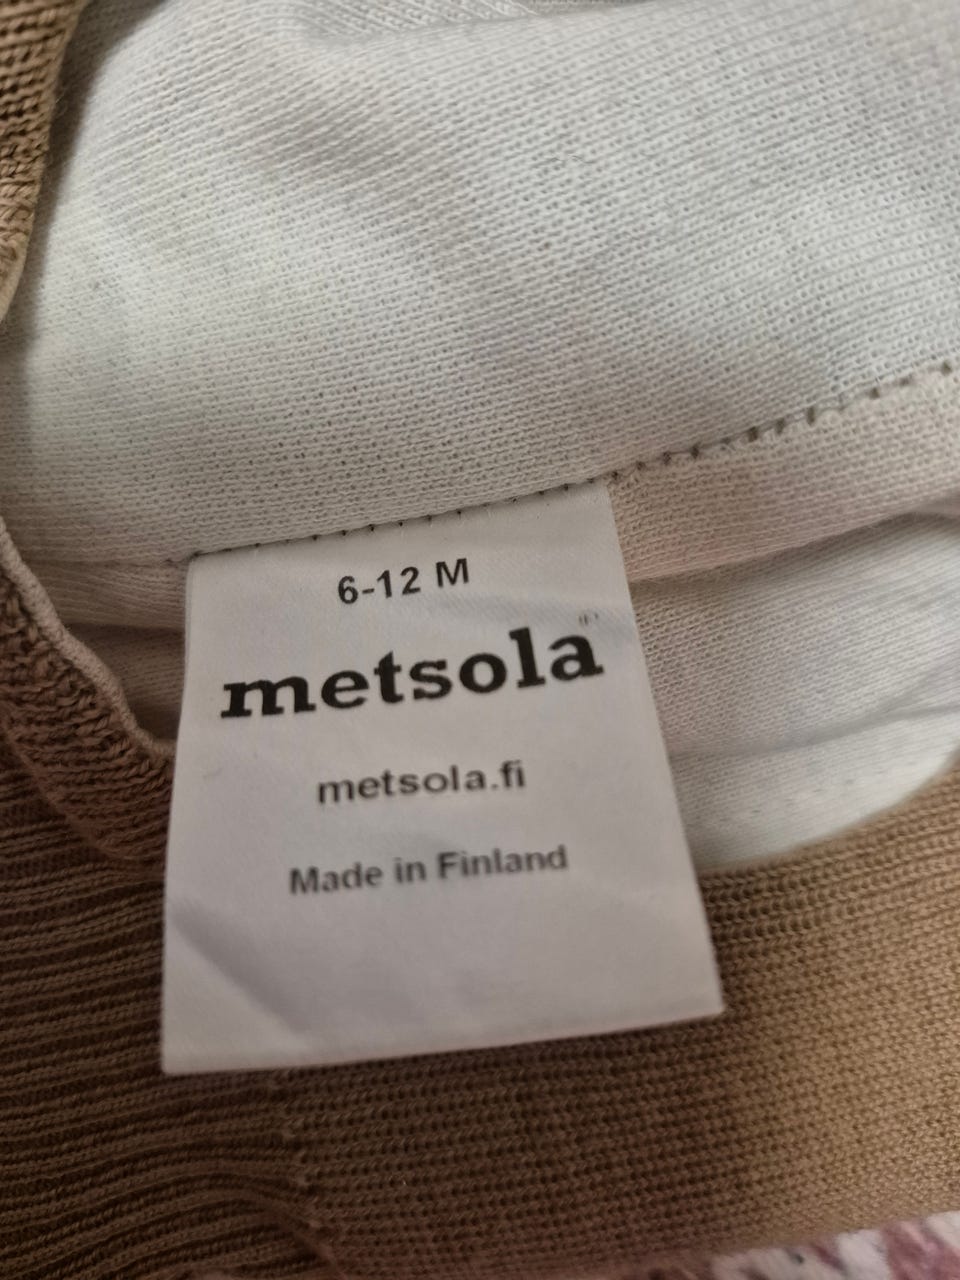 6-12 M
metsola
metsola.fi
Made in Finland